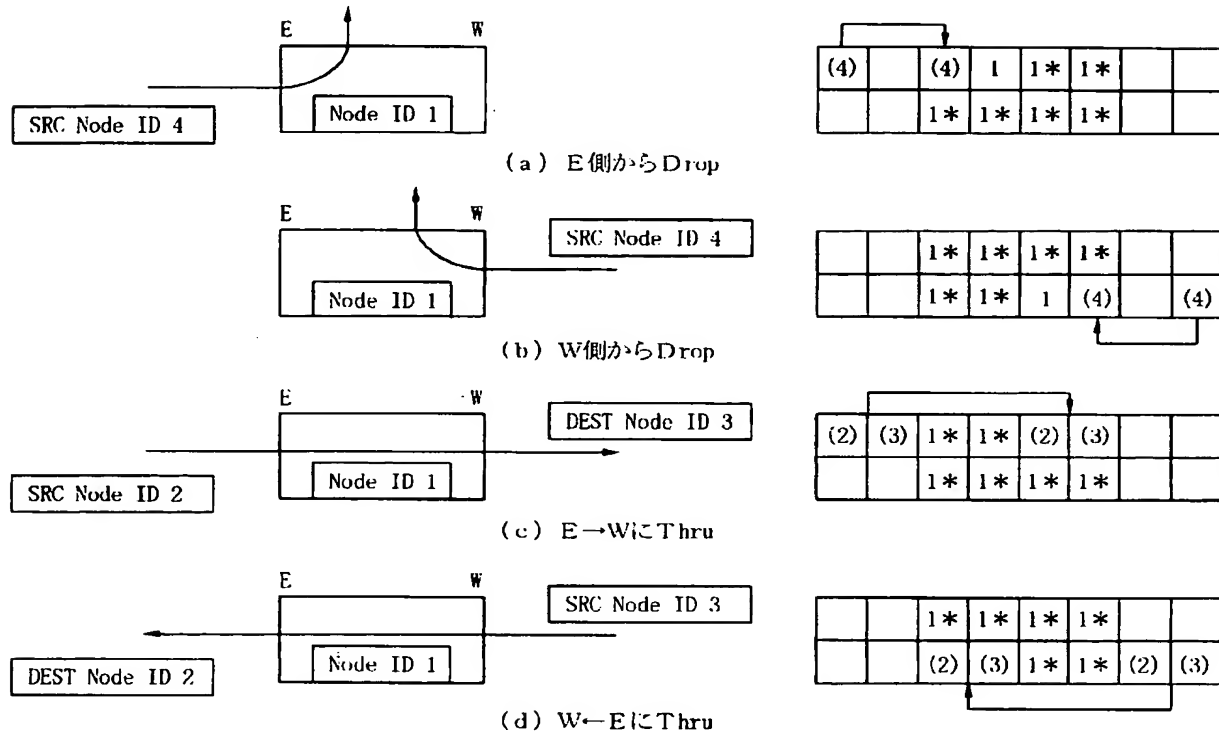 E W
(4) (4) 1 1* 1*
SRC Node ID 4 Node ID 1 1* 1* 1* 1*
(a) E側からDrop
E W
SRC Node ID 4 1* 1* 1* 1*
Node ID 1 1* 1* 1 (4) (4)
(b) W側からDrop
E W
DEST Node ID 3 (2) (3) 1* 1* (2) (3)
SRC Node ID 2 Node ID 1 1* 1* 1* 1*
(c) E→WにThru
E W
SRC Node ID 3 1* 1* 1* 1*
DEST Node ID 2 Node ID 1 (2) (3) 1* 1* (2) (3)
(d) W←EにThru